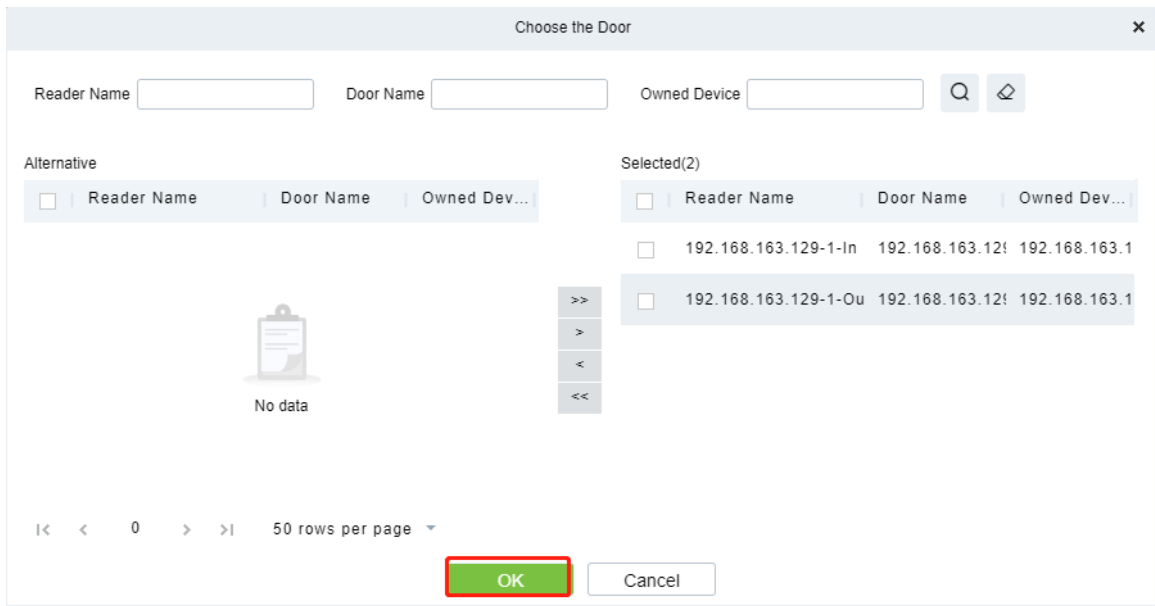 Choose the Door ×
Reader Name Door Name Owned Device
Alternative
Reader Name Door Name Owned Dev...
No data
>>
>
<
<<
Selected(2)
Reader Name Door Name Owned Dev...
192.168.163.129-1-In 192.168.163.129 192.168.163.1
192.168.163.129-1-Ou 192.168.163.129 192.168.163.1
|< < 0 > >| 50 rows per page
OK Cancel